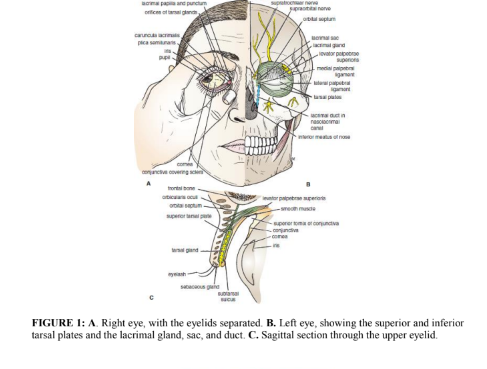 lacrimal papilla and punctum
orifices of tarsal glands
caruncula lacrimalis
plica semilunaris
iris
pupil
cornea
conjunctiva covering sclera
A
supratrochlear nerve
supraorbital nerve
orbital septum
lacrimal sac
lacrimal gland
levator palpebrae
superioris
medial palpebral
ligament
lateral palpebral
ligament
tarsal plates
lacrimal duct in
nasolacrimal
canal
inferior meatus of nose
B
frontal bone
orbicularis oculi
orbital septum
superior tarsal plate
tarsal gland
eyelash
sebaceous gland
subtarsal
sulcus
levator palpebrae superioris
smooth muscle
superior fornix of conjunctiva
conjunctiva
cornea
iris
C
FIGURE 1: A. Right eye, with the eyelids separated. B. Left eye, showing the superior and inferior
tarsal plates and the lacrimal gland, sac, and duct. C. Sagittal section through the upper eyelid.